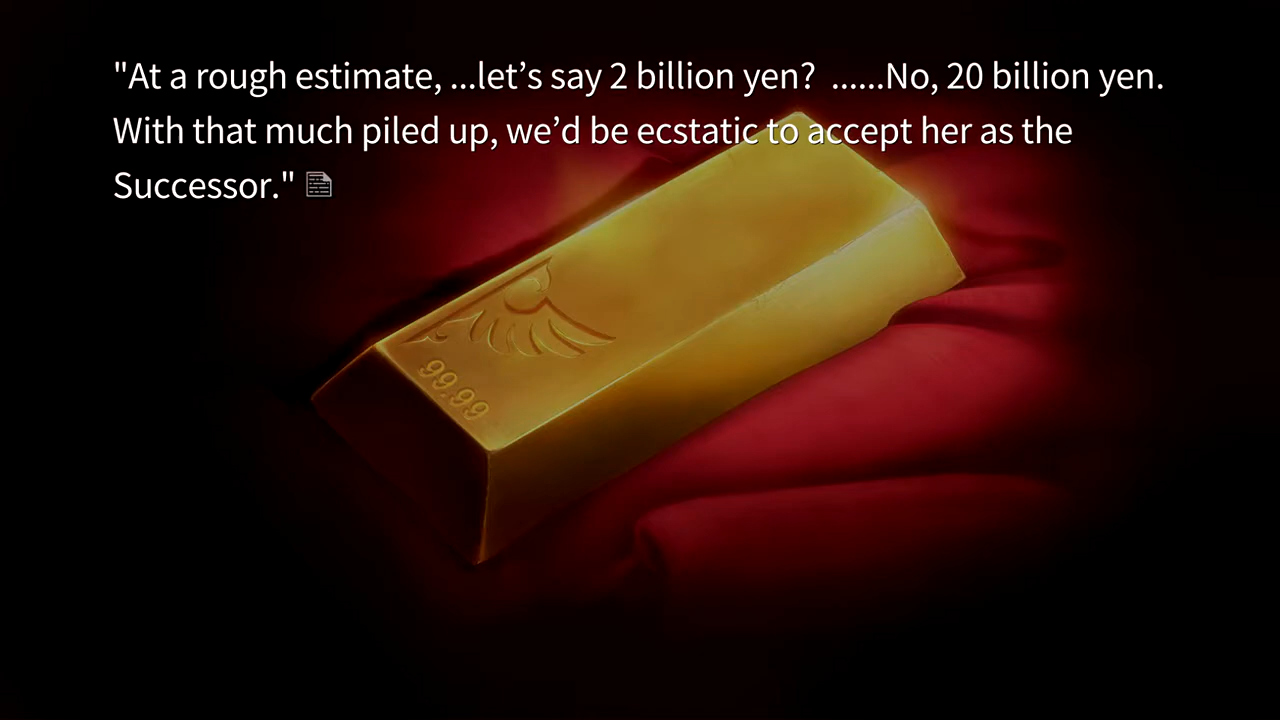 "At a rough estimate, ...let’s say 2 billion yen?  ......No, 20 billion yen.
With that much piled up, we’d be ecstatic to accept her as the
Successor."
99.99